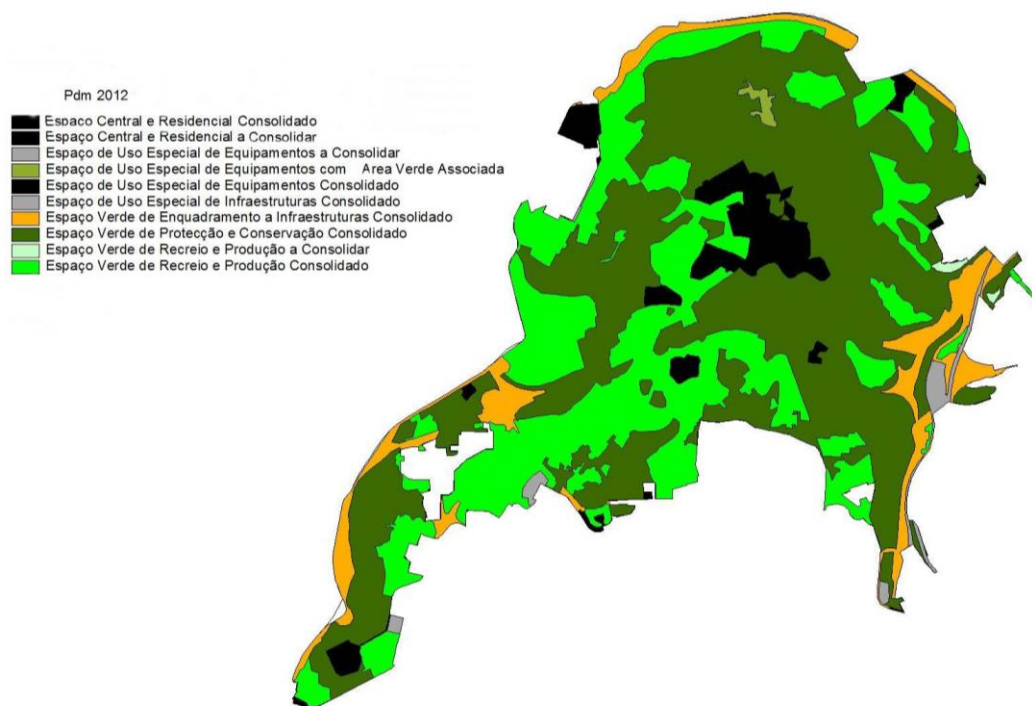 Pdm 2012
Espaco Central e Residencial Consolidado
Espaço Central e Residencial a Consolidar
Espaço de Uso Especial de Equipamentos a Consolidar
Espaço de Uso Especial de Equipamentos com Area Verde Associada
Espaço de Uso Especial de Equipamentos Consolidado
Espaço de Uso Especial de Infraestruturas Consolidado
Espaço Verde de Enquadramento a Infraestruturas Consolidado
Espaço Verde de Protecção e Conservação Consolidado
Espaço Verde de Recreio e Produção a Consolidar
Espaço Verde de Recreio e Produção Consolidado